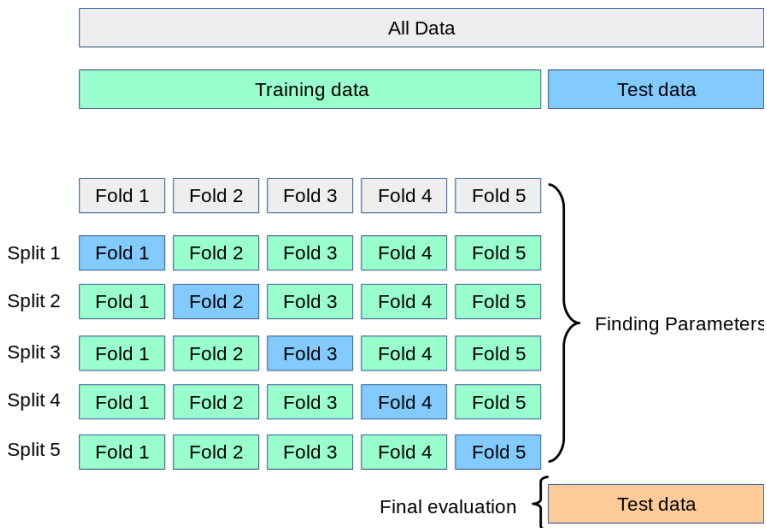 All Data
Training data Test data
Fold 1 Fold 2 Fold 3 Fold 4 Fold 5
Split 1 Fold 1 Fold 2 Fold 3 Fold 4 Fold 5
Split 2 Fold 1 Fold 2 Fold 3 Fold 4 Fold 5
Finding Parameters
Split 3 Fold 1 Fold 2 Fold 3 Fold 4 Fold 5
Split 4 Fold 1 Fold 2 Fold 3 Fold 4 Fold 5
Split 5 Fold 1 Fold 2 Fold 3 Fold 4 Fold 5
Final evaluation Test data